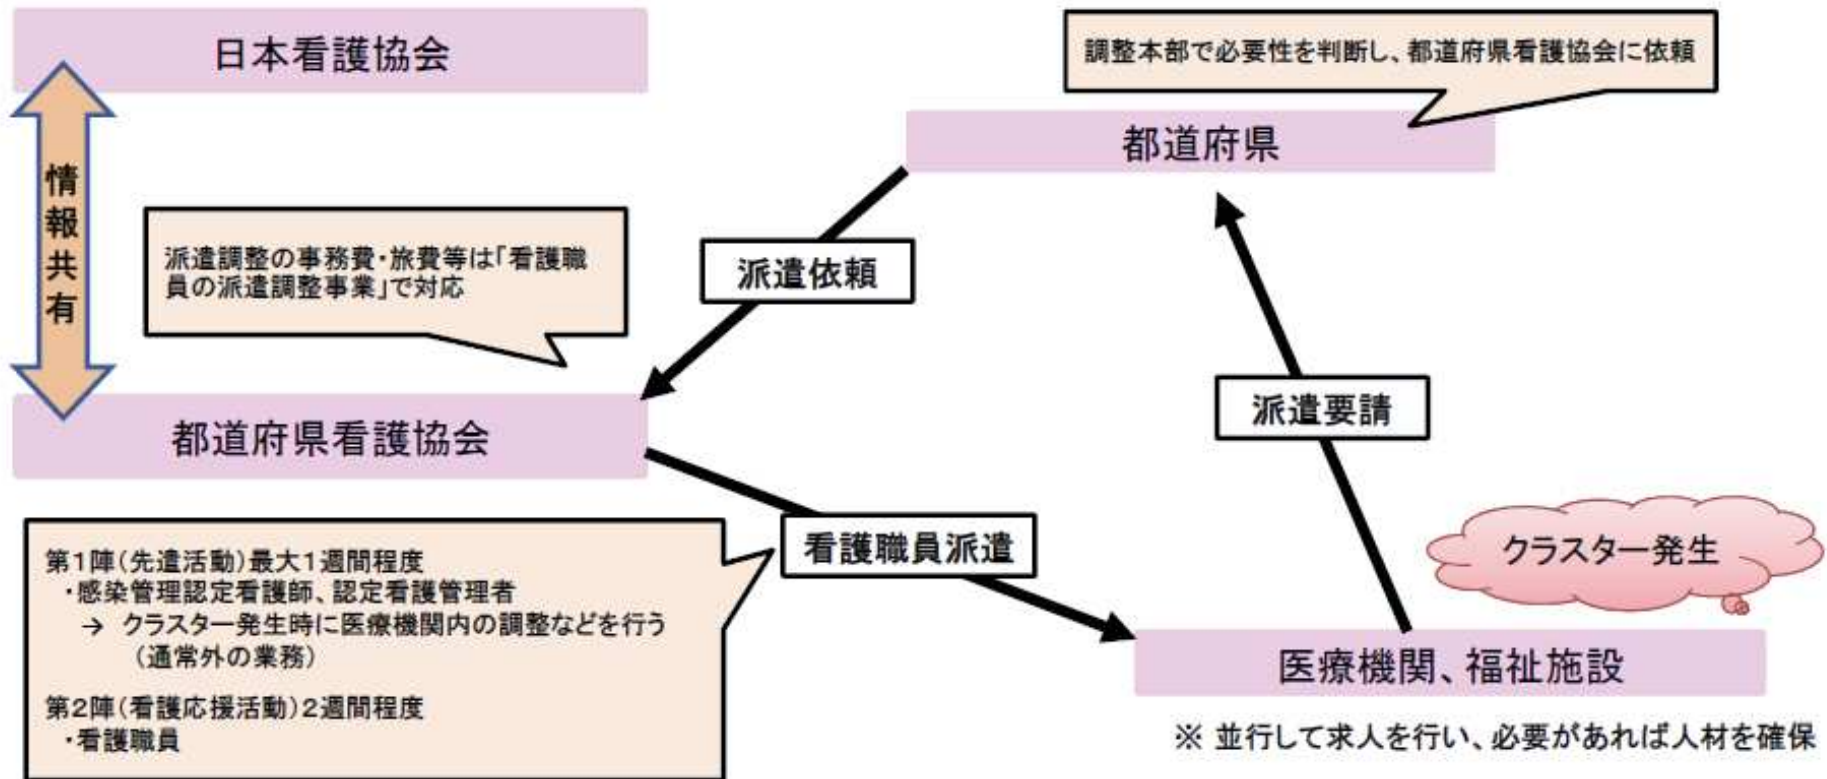 日本看護協会
調整本部で必要性を判断し、都道府県看護協会に依頼
都道府県
情報共有
派遣調整の事務費・旅費等は「看護職
員の派遣調整事業」で対応
派遣依頼
派遣要請
都道府県看護協会
看護職員派遣
クラスター発生
第1陣(先遣活動)最大1週間程度
・感染管理認定看護師、認定看護管理者
→ クラスター発生時に医療機関内の調整などを行う
(通常外の業務)
第2陣(看護応援活動)2週間程度
・看護職員
医療機関、福祉施設
※ 並行して求人を行い、必要があれば人材を確保